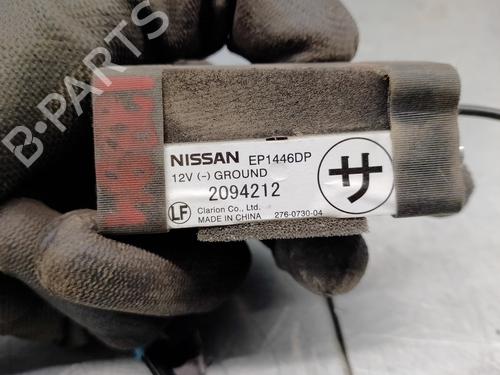 B-PARTS
NISSAN EP1446DP
12V (-) GROUND
2094212
サ
LF Clarion Co., Ltd.
MADE IN CHINA 276-0730-04